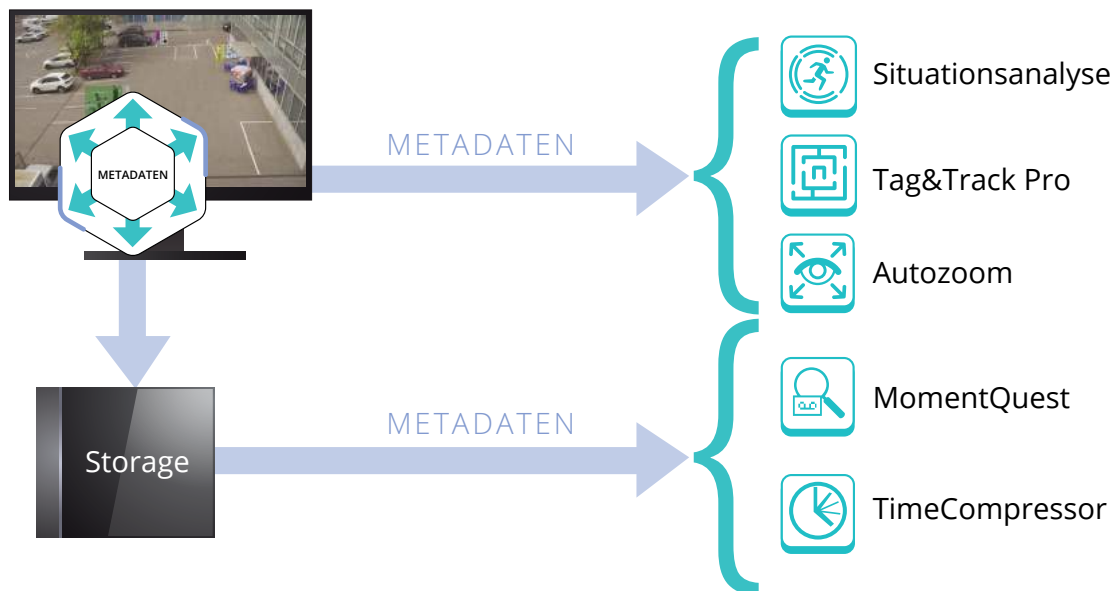 METADATEN
METADATEN
Situationsanalyse
Tag&Track Pro
Autozoom
Storage
METADATEN
MomentQuest
TimeCompressor